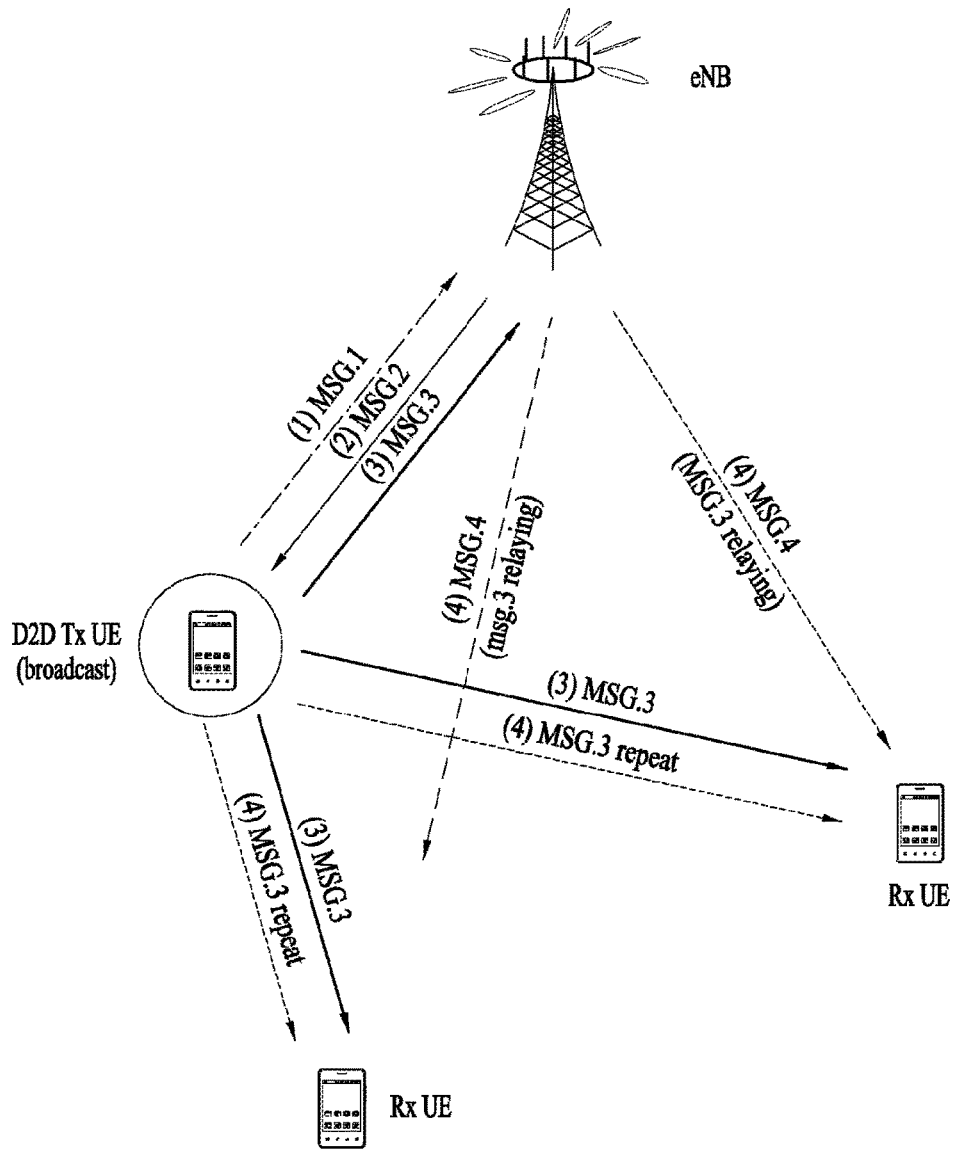 eNB
(1) MSG.1
(2) MSG.2
(3) MSG.3
(4) MSG.4
(msg.3 relaying)
(4) MSG.4
(MSG.3 relaying)
D2D Tx UE
(broadcast)
(3) MSG.3
(4) MSG.3 repeat
(3) MSG.3
(4) MSG.3 repeat
Rx UE
Rx UE